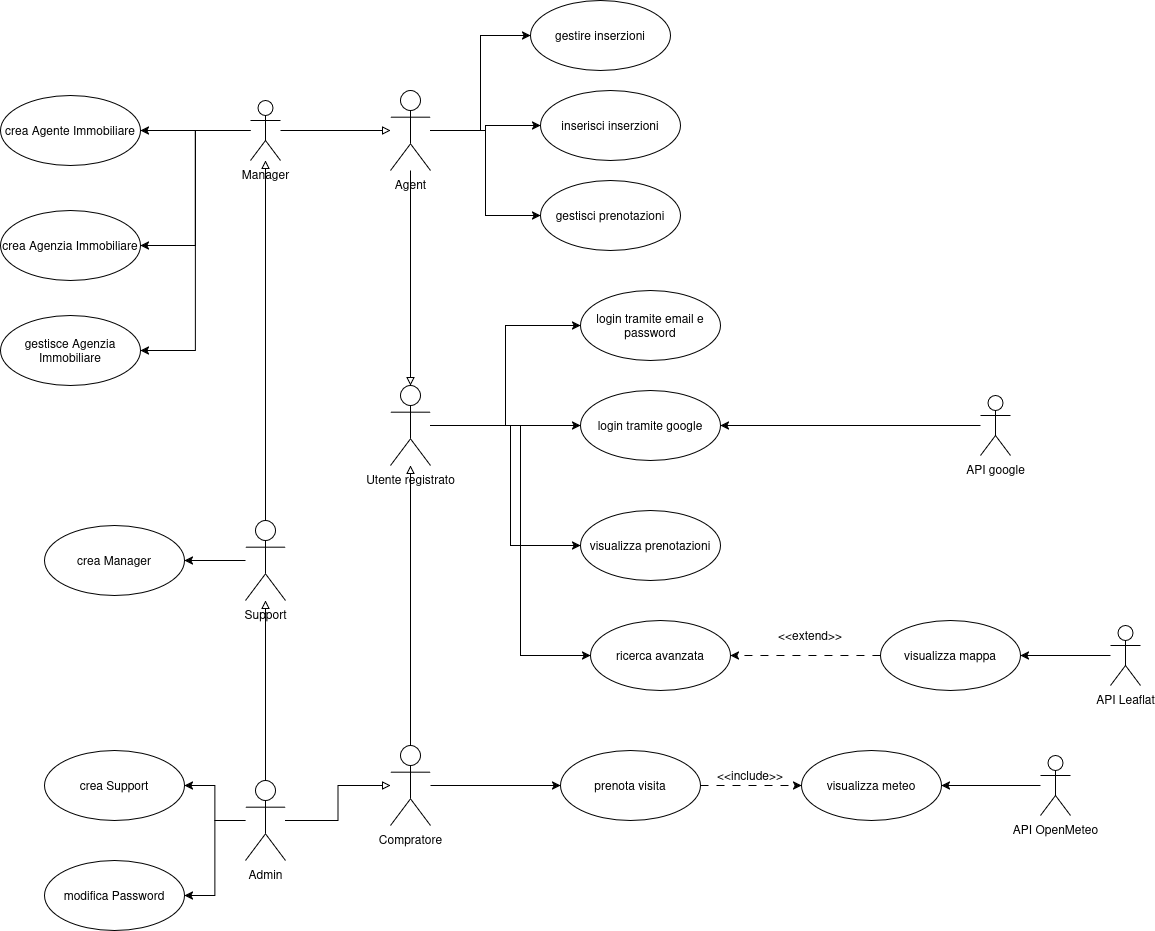 gestire inserzioni
crea Agente Immobiliare
inserisci inserzioni
Manager
Agent
gestisci prenotazioni
crea Agenzia Immobiliare
login tramite email e
password
gestisce Agenzia
Immobiliare
login tramite google
API google
Utente registrato
visualizza prenotazioni
crea Manager
Support
<<extend>>
ricerca avanzata
visualizza mappa
API Leaflat
<<include>>
crea Support
prenota visita
visualizza meteo
API OpenMeteo
Compratore
Admin
modifica Password